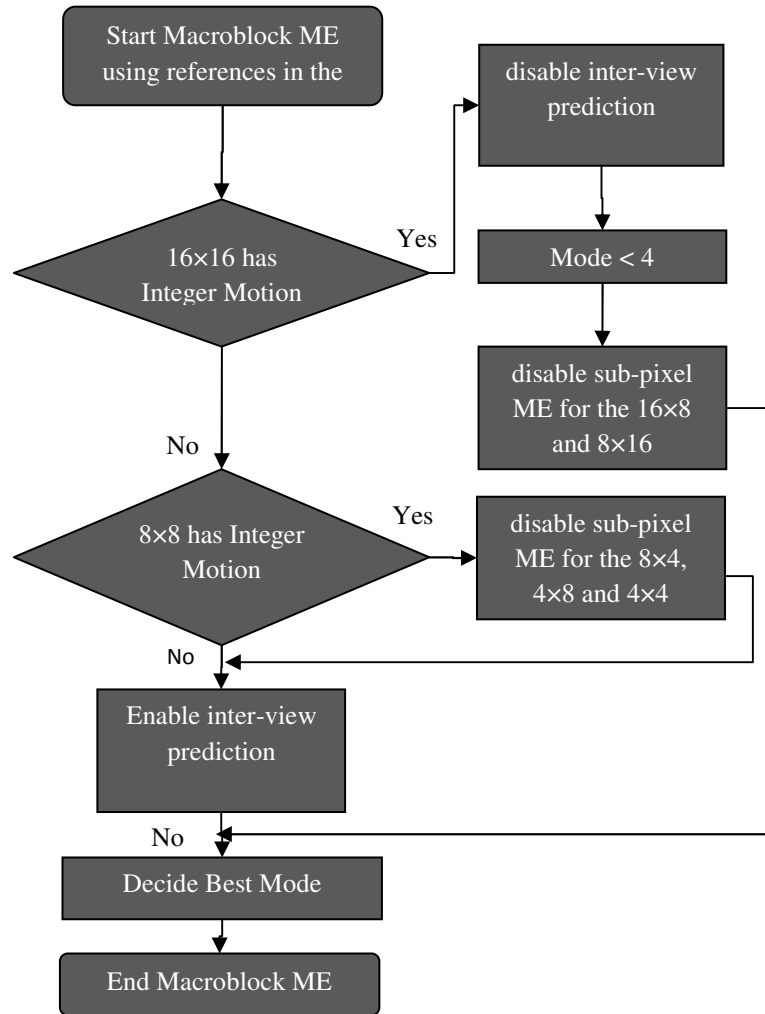 Start Macroblock ME
using references in the
disable inter-view
prediction
Yes
16×16 has
Integer Motion
Mode < 4
disable sub-pixel
ME for the 16×8
and 8×16
No
8×8 has Integer
Motion
Yes
disable sub-pixel
ME for the 8×4,
4×8 and 4×4
No
Enable inter-view
prediction
No
Decide Best Mode
End Macroblock ME